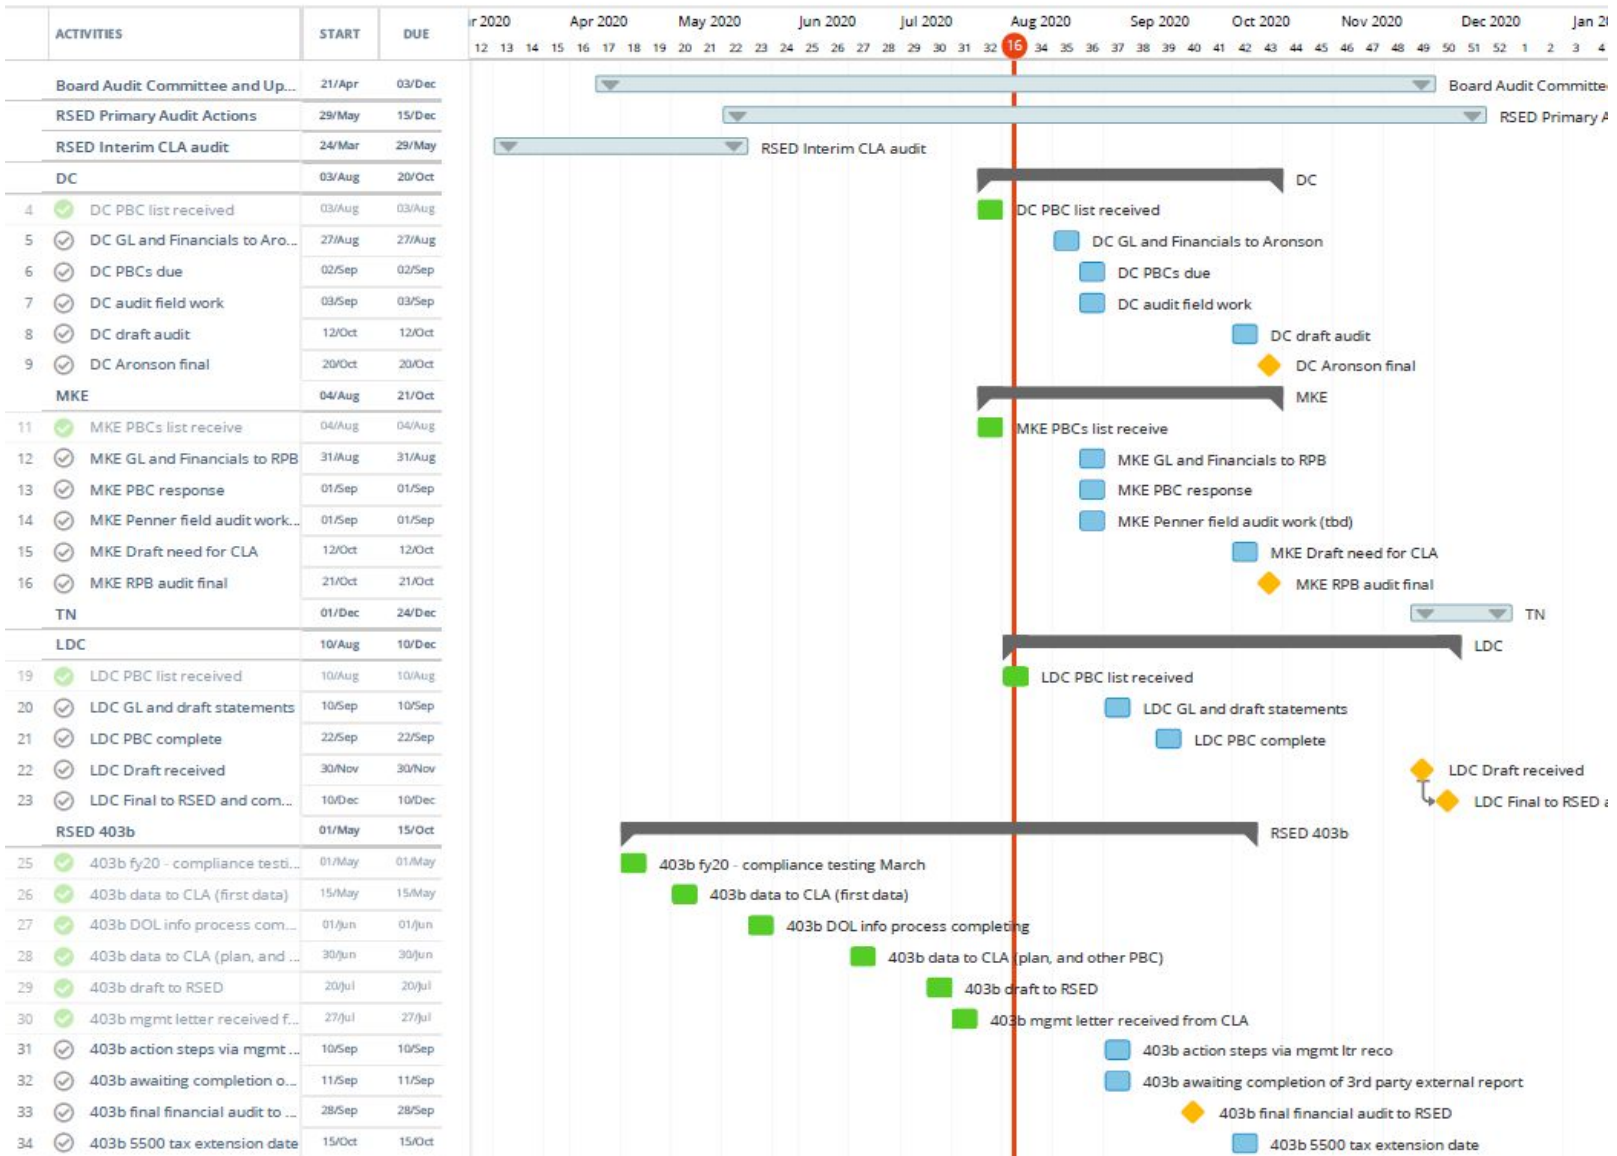 ACTIVITIES START DUE r 2020 Apr 2020 May 2020 Jun 2020 Jul 2020 Aug 2020 Sep 2020 Oct 2020 Nov 2020 Dec 2020 Jan 2
12 13 14 15 16 17 18 19 20 21 22 23 24 25 26 27 28 29 30 31 32 16 34 35 36 37 38 39 40 41 42 43 44 45 46 47 48 49 50 51 52 1 2 3 4
Board Audit Committee and Up... 21/Apr 03/Dec Board Audit Committe
RSED Primary Audit Actions 29/May 15/Dec RSED Primary A
RSED Interim CLA audit 24/Mar 29/May RSED Interim CLA audit
DC 03/Aug 20/Oct DC
4 DC PBC list received 03/Aug 03/Aug DC PBC list received
5 DC GL and Financials to Aro... 27/Aug 27/Aug DC GL and Financials to Aronson
6 DC PBCs due 02/Sep 02/Sep DC PBCs due
7 DC audit field work 03/Sep 03/Sep DC audit field work
8 DC draft audit 12/Oct 12/Oct DC draft audit
9 DC Aronson final 20/Oct 20/Oct DC Aronson final
MKE 04/Aug 21/Oct MKE
11 MKE PBCs list receive 04/Aug 04/Aug MKE PBCs list receive
12 MKE GL and Financials to RPB 31/Aug 31/Aug MKE GL and Financials to RPB
13 MKE PBC response 01/Sep 01/Sep MKE PBC response
14 MKE Penner field audit work... 01/Sep 01/Sep MKE Penner field audit work (tbd)
15 MKE Draft need for CLA 12/Oct 12/Oct MKE Draft need for CLA
16 MKE RPB audit final 21/Oct 21/Oct MKE RPB audit final
TN 01/Dec 24/Dec TN
LDC 10/Aug 10/Dec LDC
19 LDC PBC list received 10/Aug 10/Aug LDC PBC list received
20 LDC GL and draft statements 10/Sep 10/Sep LDC GL and draft statements
21 LDC PBC complete 22/Sep 22/Sep LDC PBC complete
22 LDC Draft received 30/Nov 30/Nov LDC Draft received
23 LDC Final to RSED and com... 10/Dec 10/Dec LDC Final to RSED a
RSED 403b 01/May 15/Oct RSED 403b
25 403b fy20 - compliance testi... 01/May 01/May 403b fy20 - compliance testing March
26 403b data to CLA (first data) 15/May 15/May 403b data to CLA (first data)
27 403b DOL info process com... 01/Jun 01/Jun 403b DOL info process completing
28 403b data to CLA (plan, and ... 30/Jun 30/Jun 403b data to CLA (plan, and other PBC)
29 403b draft to RSED 20/Jul 20/Jul 403b draft to RSED
30 403b mgmt letter received f... 27/Jul 27/Jul 403b mgmt letter received from CLA
31 403b action steps via mgmt ... 10/Sep 10/Sep 403b action steps via mgmt ltr reco
32 403b awaiting completion o... 11/Sep 11/Sep 403b awaiting completion of 3rd party external report
33 403b final financial audit to ... 28/Sep 28/Sep 403b final financial audit to RSED
34 403b 5500 tax extension date 15/Oct 15/Oct 403b 5500 tax extension date